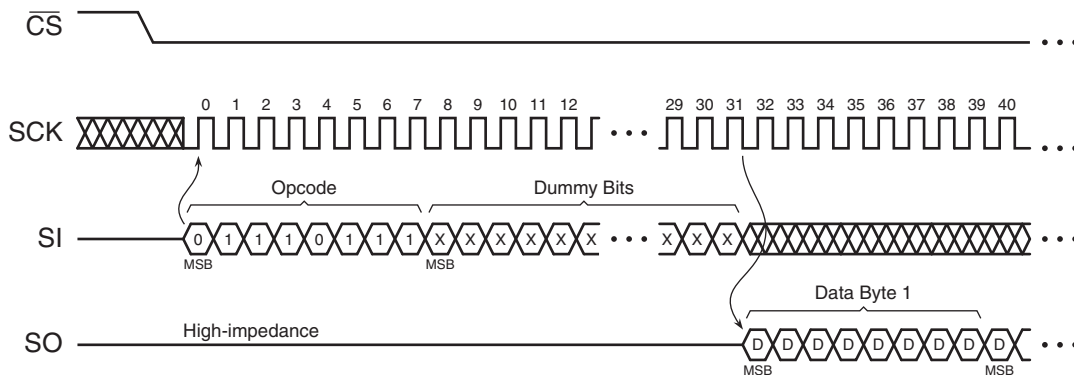 CS
0 1 2 3 4 5 6 7 8 9 10 11 12 29 30 31 32 33 34 35 36 37 38 39 40
SCK
Opcode Dummy Bits
SI 0 1 1 1 0 1 1 1 X X X X X X X X X
MSB MSB
Data Byte 1
High-impedance
SO D D D D D D D D D
MSB MSB